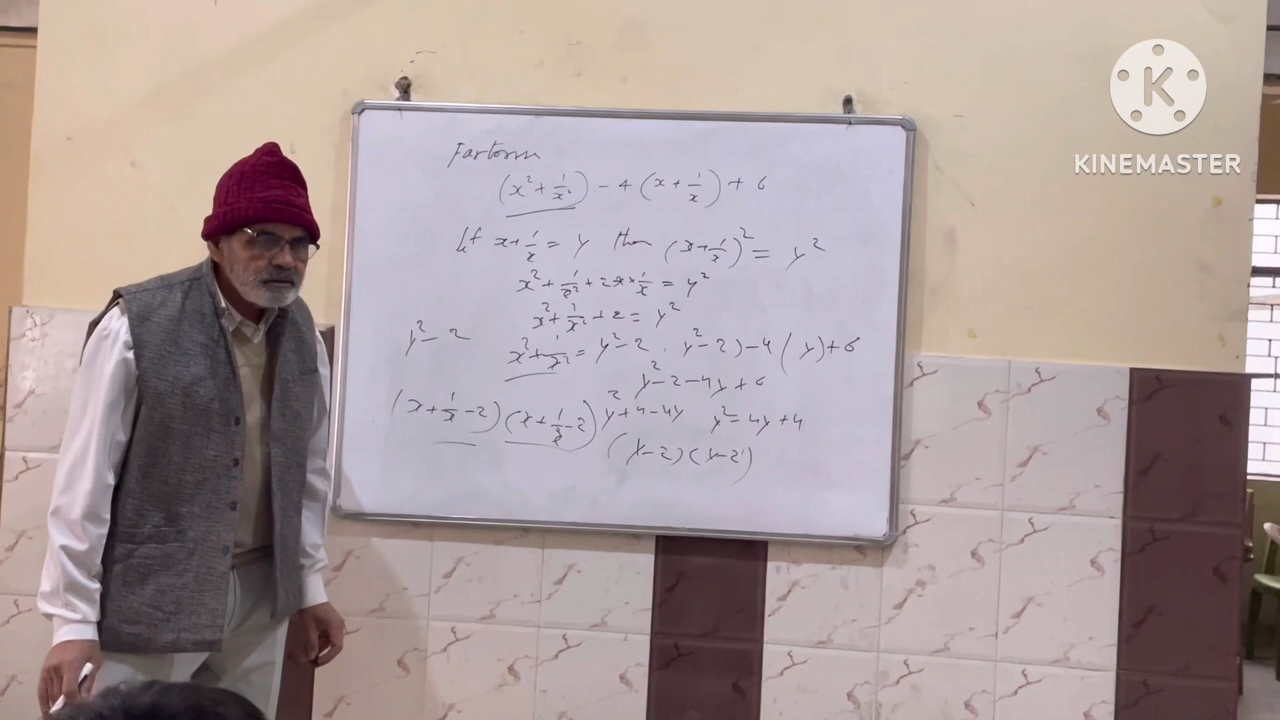 Factorise
(x² + 1/x²) - 4 (x + 1/x) + 6
let x + 1/x = y then (x + 1/x)² = y²
x² + 1/x² + 2x × 1/x = y²
x² + 1/x² + 2 = y²
y² - 2
x² + 1/x² = y² - 2 . y² - 2) - 4 ( y) + 6
y² - 2 - 4y + 6
(x + 1/x - 2) (x + 1/x - 2) y² + 4 - 4y y² - 4y + 4
(y - 2) (y - 2)
K
KINEMASTER